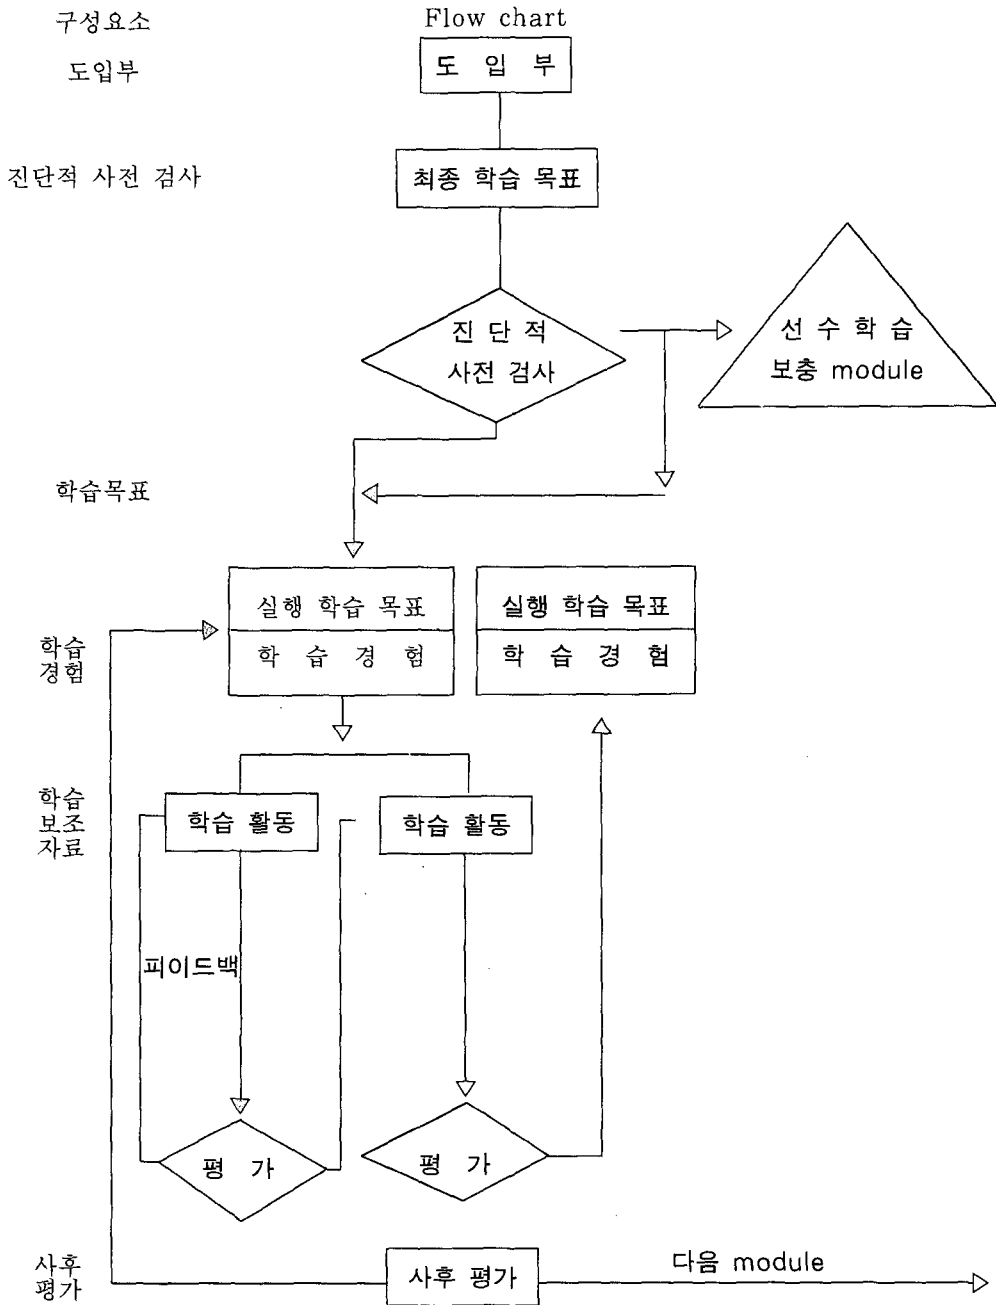 구성요소
Flow chart
도입부
도 입 부
진단적 사전 검사
최종 학습 목표
진 단 적
사전 검사
선 수 학 습
보충 module
학습목표
실행 학습 목표
학 습 경 험
실행 학습 목표
학 습 경 험
학습
경험
학습
보조
자료
학습 활동
학습 활동
피이드백
평 가
평 가
사후
평가
사후 평가
다음 module